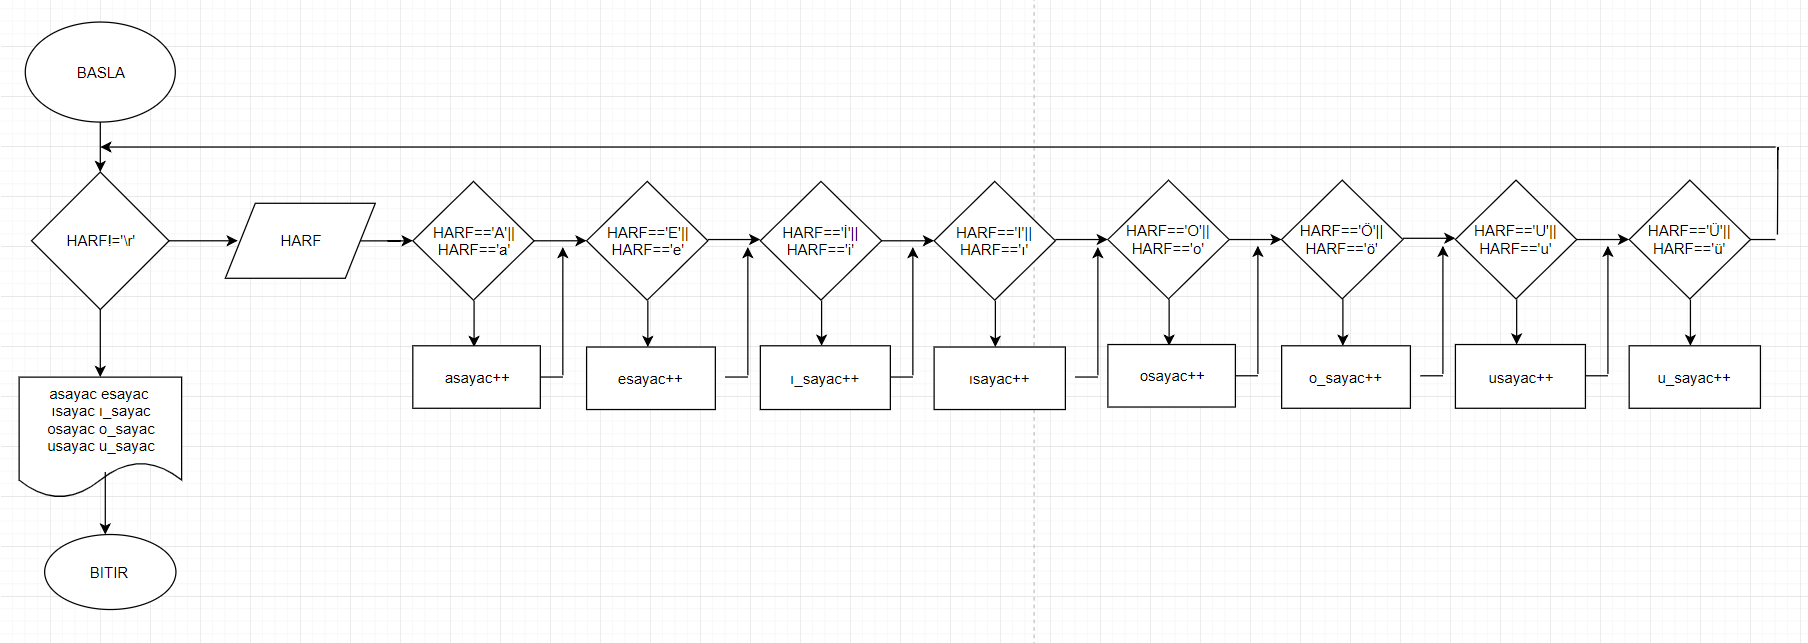 BASLA
HARF!='\r'
HARF
HARF=='A'||
HARF=='a'
HARF=='E'||
HARF=='e'
HARF=='İ'||
HARF=='i'
HARF=='I'||
HARF=='ı'
HARF=='O'||
HARF=='o'
HARF=='Ö'||
HARF=='ö'
HARF=='U'||
HARF=='u'
HARF=='Ü'||
HARF=='ü'
asayac++
esayac++
ı_sayac++
ısayac++
osayac++
o_sayac++
usayac++
u_sayac++
asayac esayac
ısayac ı_sayac
osayac o_sayac
usayac u_sayac
BITIR